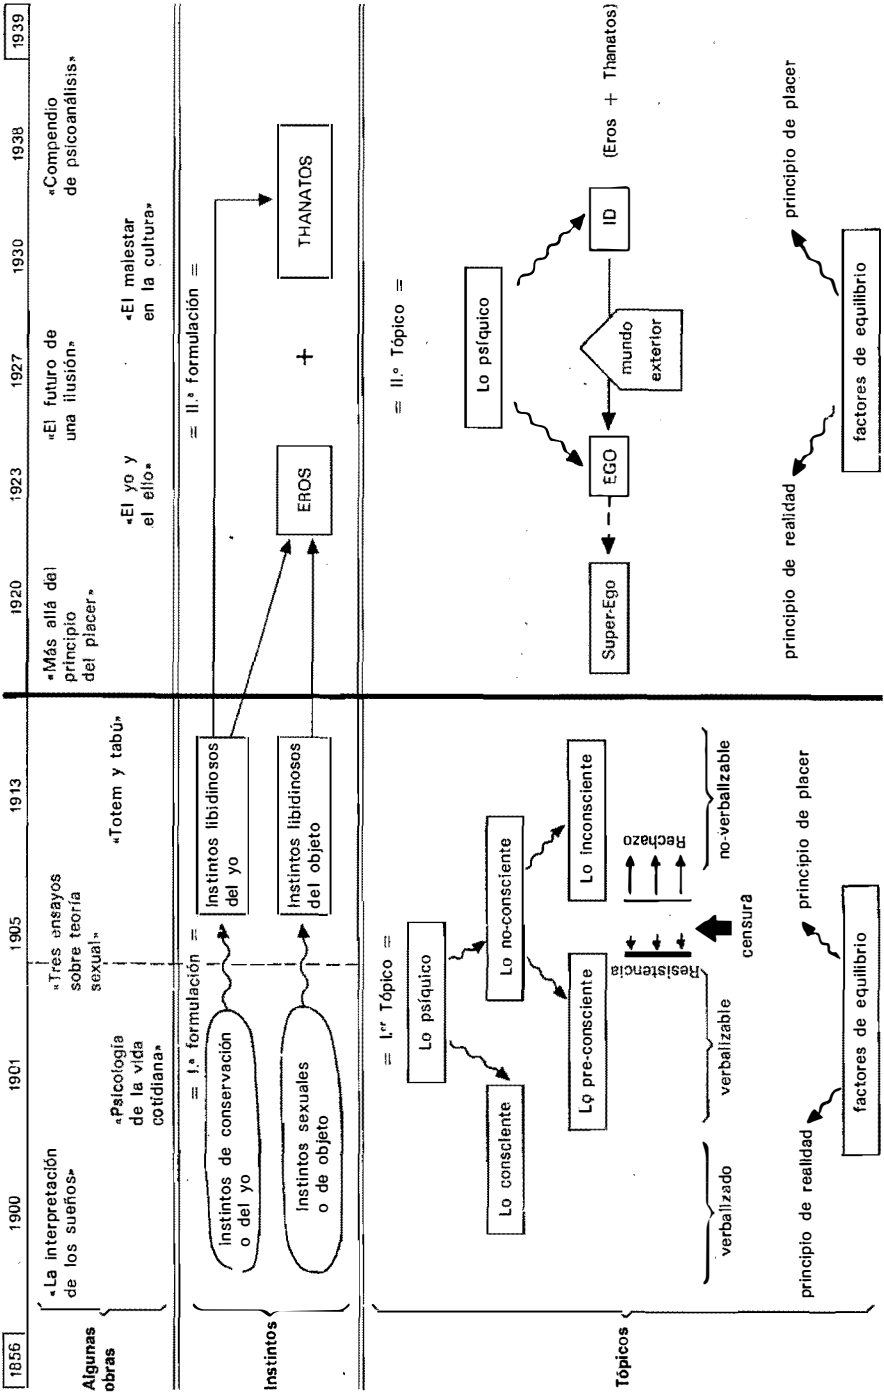 1856
1900
1901
1905
1913
1920
1923
1927
1930
1938
1939
Algunas
obras
«La interpretación
de los sueños»
«Psicología
de la vida
cotidiana»
«Tres ensayos
sobre teoría
sexual»
«Totem y tabú»
«Más allá del
principio
del placer»
«El yo y
el ello»
«El futuro de
una ilusión»
«El malestar
en la cultura»
«Compendio
de psicoanálisis»
Instintos
= I.ª formulación =
Instintos de conservación
o del yo
Instintos sexuales
o de objeto
Instintos libidinosos
del yo
Instintos libidinosos
del objeto
= II.ª formulación =
EROS
+
THANATOS
Tópicos
= I.er Tópico =
Lo psíquico
Lo consciente
Lo no-consciente
Lo pre-consciente
Lo inconsciente
Resistencia
Rechazo
censura
verbalizado
verbalizable
no-verbalizable
principio de realidad
principio de placer
factores de equilibrio
= II.º Tópico =
Lo psíquico
Super-Ego
EGO
mundo
exterior
ID
(Eros + Thanatos)
principio de realidad
principio de placer
factores de equilibrio